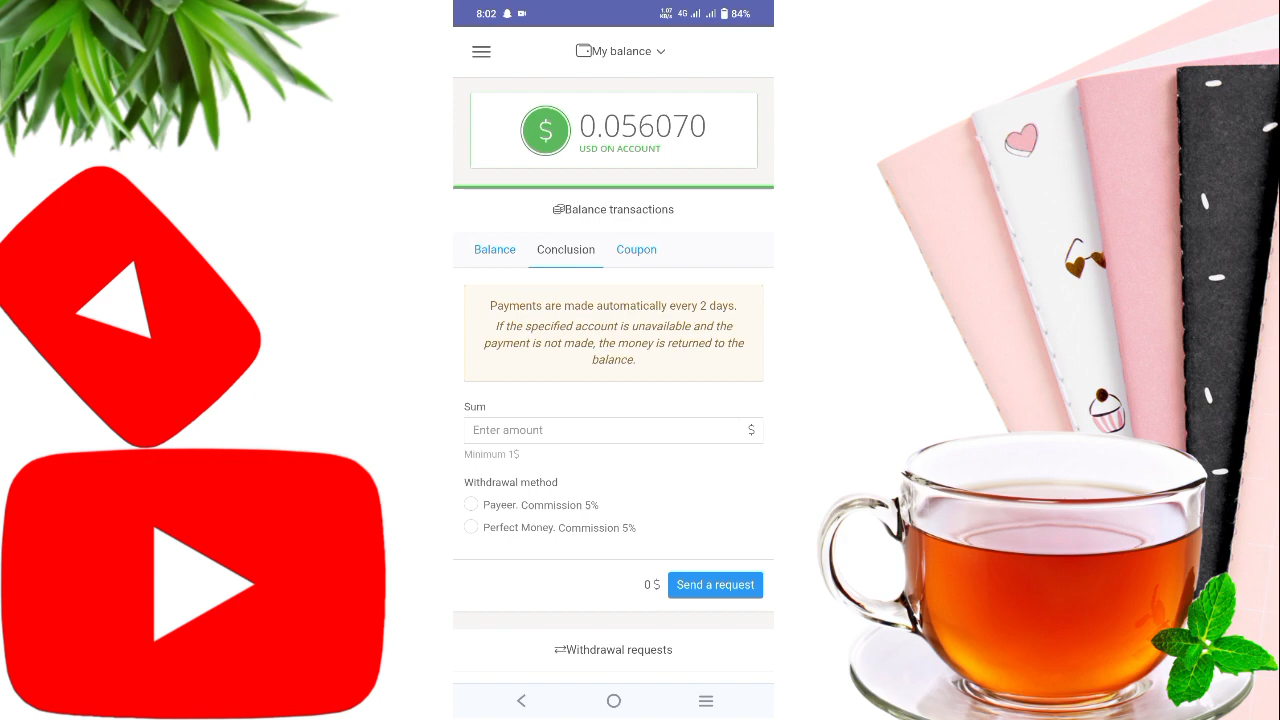 8:02 1.07 KB/s 4G 84%
My balance
$ 0.056070
USD ON ACCOUNT
Balance transactions
Balance Conclusion Coupon
Payments are made automatically every 2 days.
If the specified account is unavailable and the
payment is not made, the money is returned to the
balance.
Sum
Enter amount $
Minimum 1$
Withdrawal method
Payeer. Commission 5%
Perfect Money. Commission 5%
0 $ Send a request
Withdrawal requests